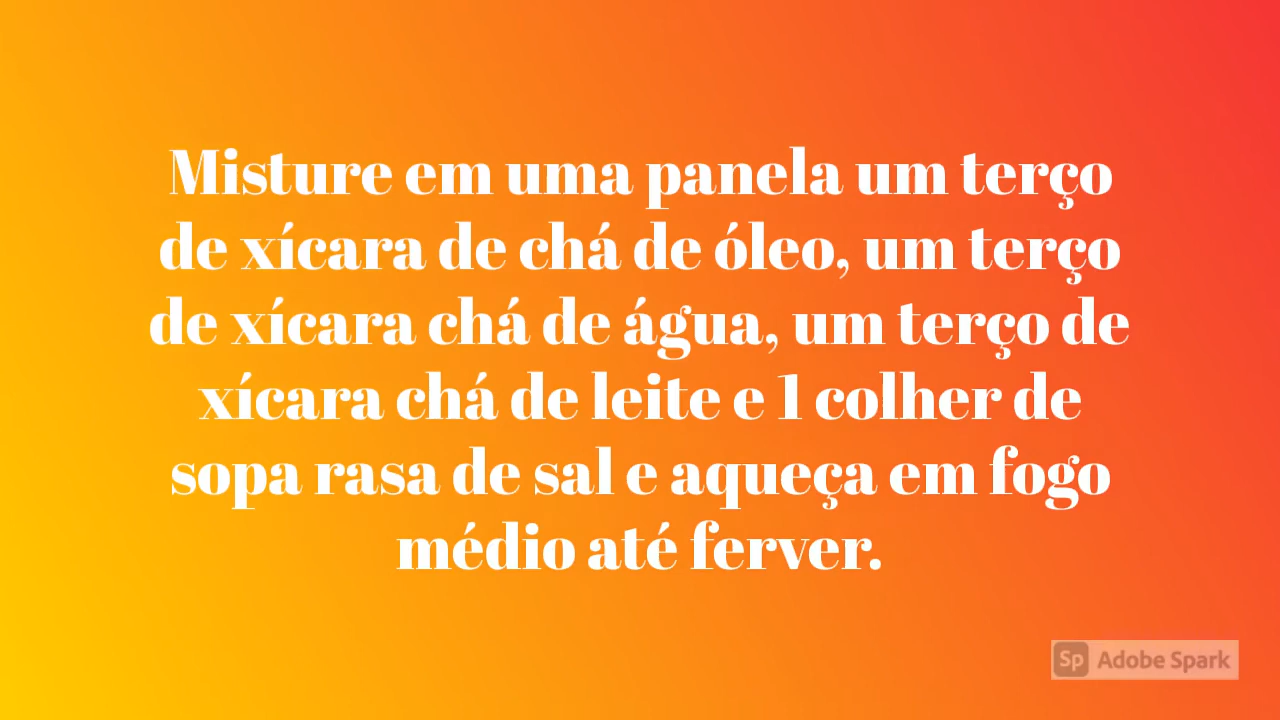 Misture em uma panela um terço
de xícara de chá de óleo, um terço
de xícara chá de água, um terço de
xícara chá de leite e 1 colher de
sopa rasa de sal e aqueça em fogo
médio até ferver.
Sp Adobe Spark